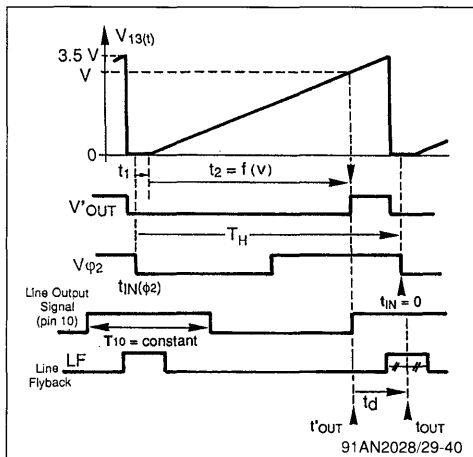 V13(t)
3.5 V
V
0
t1
t2 = f (v)
V'OUT
TH
Vφ2
tIN(φ2)
tIN = 0
Line Output
Signal
(pin 10)
T10 = constant
LF
Line
Flyback
td
t'OUT
tOUT
91AN2028/29-40